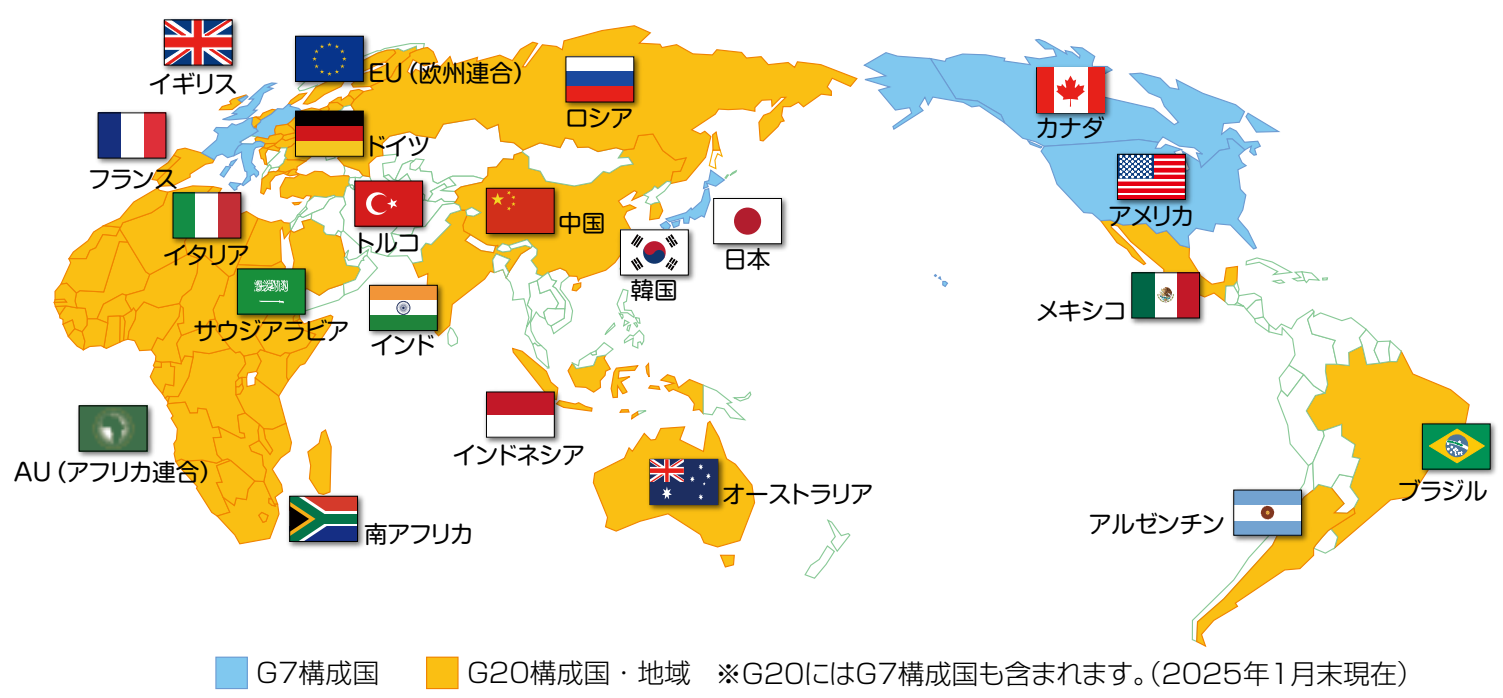 イギリス
EU（欧州連合）
ロシア
カナダ
フランス
ドイツ
アメリカ
イタリア
トルコ
中国
日本
韓国
サウジアラビア
インド
メキシコ
AU（アフリカ連合）
インドネシア
オーストラリア
ブラジル
南アフリカ
アルゼンチン
G7構成国
G20構成国・地域
※G20にはG7構成国も含まれます。（2025年1月末現在）